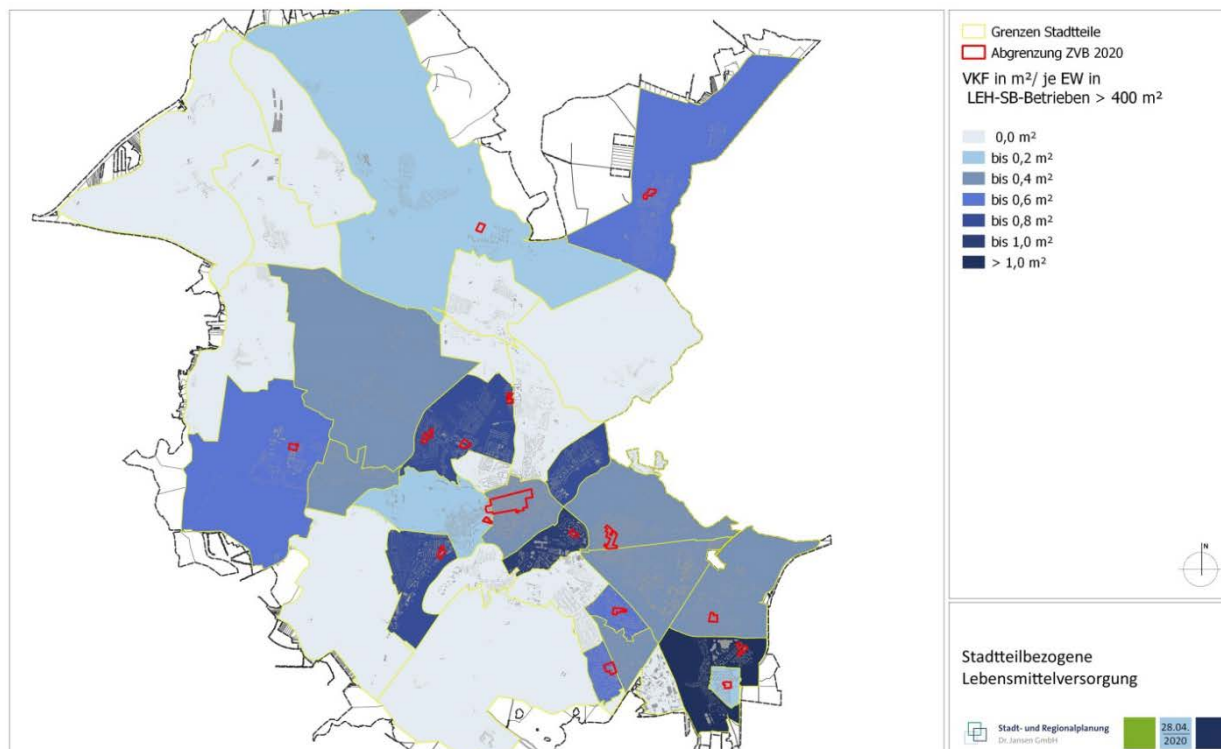 Grenzen Stadtteile
Abgrenzung ZVB 2020
VKF in m²/ je EW in
LEH-SB-Betrieben > 400 m²
0,0 m²
bis 0,2 m²
bis 0,4 m²
bis 0,6 m²
bis 0,8 m²
bis 1,0 m²
> 1,0 m²
N
Stadtteilbezogene
Lebensmittelversorgung
Stadt- und Regionalplanung
Dr. Jansen GmbH
28.04.
2020